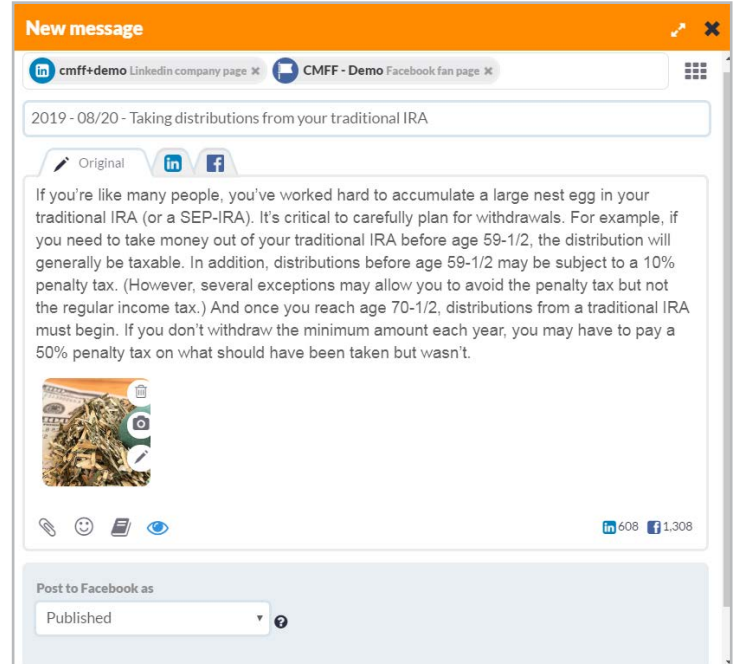 New message
cmff+demo Linkedin company page × CMFF - Demo Facebook fan page ×
2019 - 08/20 - Taking distributions from your traditional IRA
Original
If you’re like many people, you’ve worked hard to accumulate a large nest egg in your
traditional IRA (or a SEP-IRA). It’s critical to carefully plan for withdrawals. For example, if
you need to take money out of your traditional IRA before age 59-1/2, the distribution will
generally be taxable. In addition, distributions before age 59-1/2 may be subject to a 10%
penalty tax. (However, several exceptions may allow you to avoid the penalty tax but not
the regular income tax.) And once you reach age 70-1/2, distributions from a traditional IRA
must begin. If you don’t withdraw the minimum amount each year, you may have to pay a
50% penalty tax on what should have been taken but wasn’t.
608 1,308
Post to Facebook as
Published